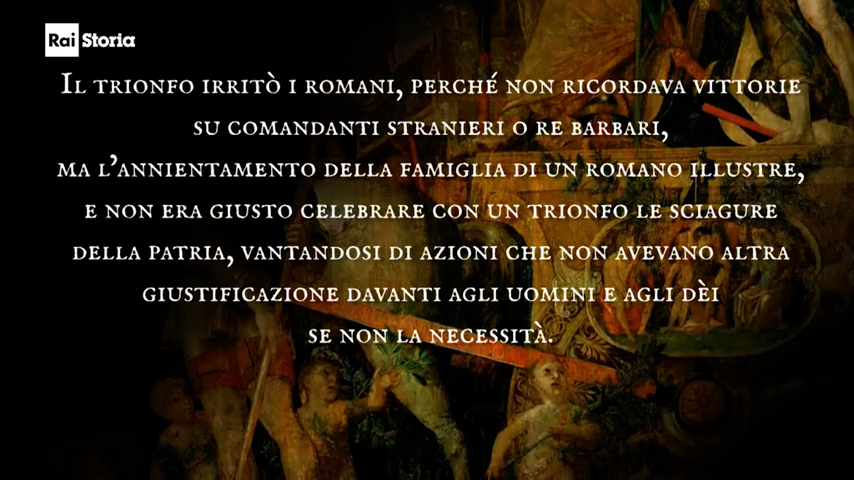 Rai Storia
Il trionfo irritò i romani, perché non ricordava vittorie
su comandanti stranieri o re barbari,
ma l'annientamento della famiglia di un romano illustre,
e non era giusto celebrare con un trionfo le sciagure
della patria, vantandosi di azioni che non avevano altra
giustificazione davanti agli uomini e agli dèi
se non la necessità.